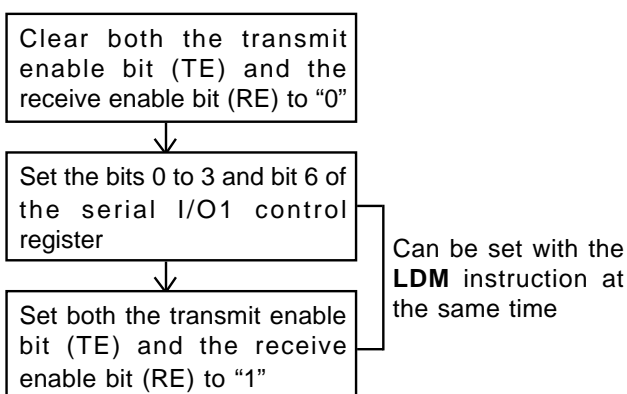 Clear both the transmit
enable bit (TE) and the
receive enable bit (RE) to “0”
Set the bits 0 to 3 and bit 6 of
the serial I/O1 control
register
Can be set with the
LDM instruction at
the same time
Set both the transmit enable
bit (TE) and the receive
enable bit (RE) to “1”